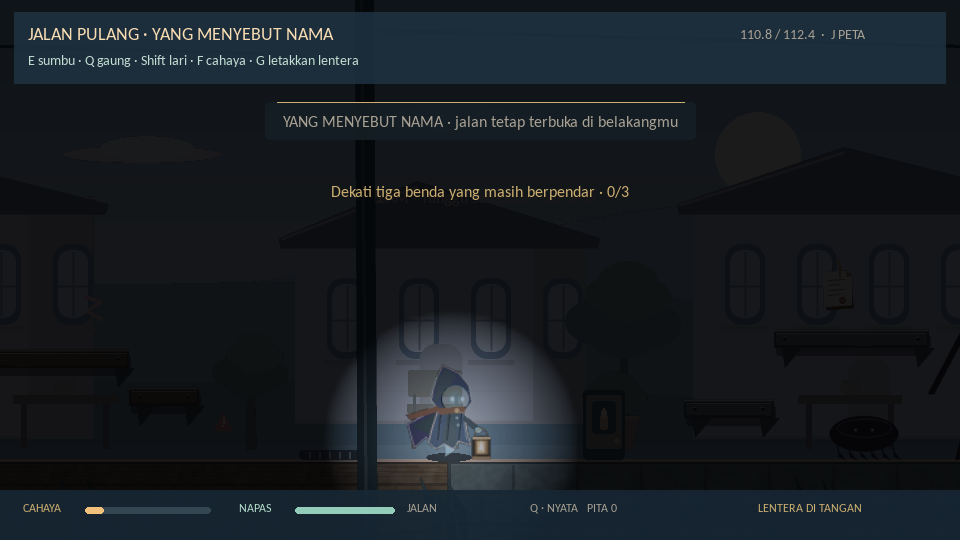 JALAN PULANG · YANG MENYEBUT NAMA
110.8 / 112.4 · J PETA
E sumbu · Q gaung · Shift lari · F cahaya · G letakkan lentera
YANG MENYEBUT NAMA · jalan tetap terbuka di belakangmu
Dekati tiga benda yang masih berpendar · 0/3
CAHAYA
NAPAS
JALAN
Q · NYATA PITA 0
LENTERA DI TANGAN